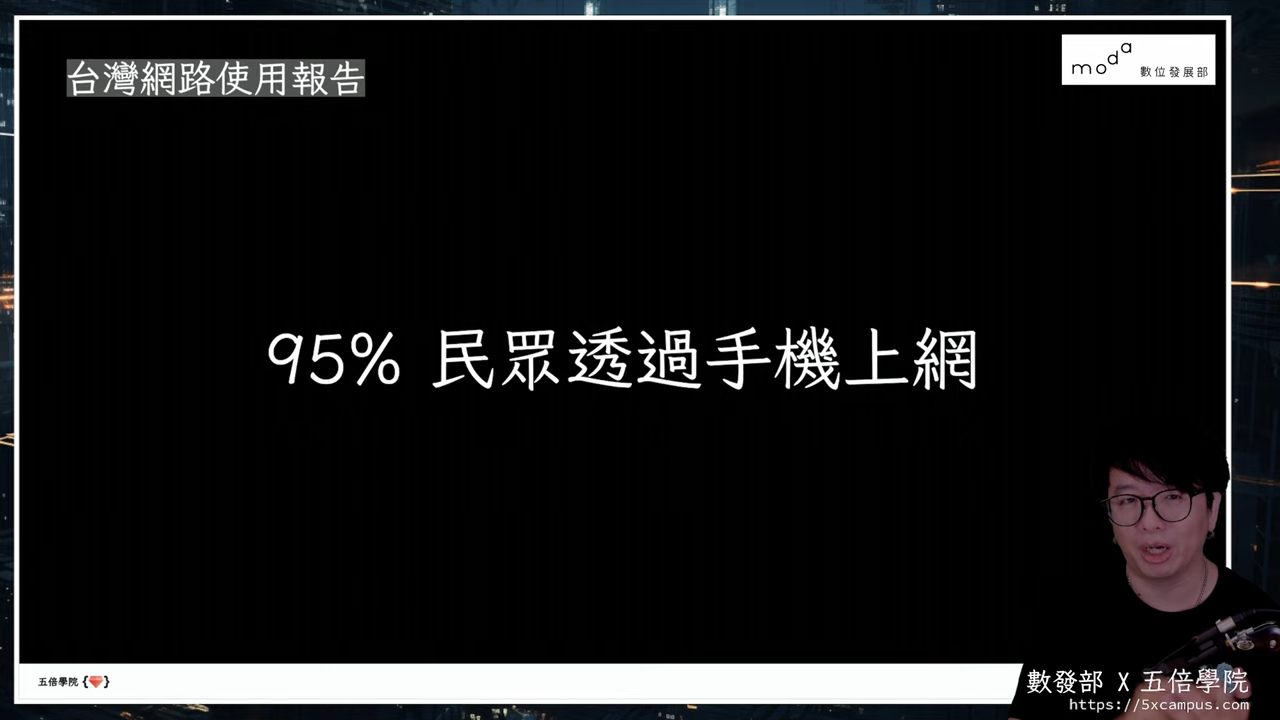 台灣網路使用報告
moda 數位發展部
95% 民眾透過手機上網
五倍學院 {❤}
數發部 X 五倍學院
https://5xcampus.com